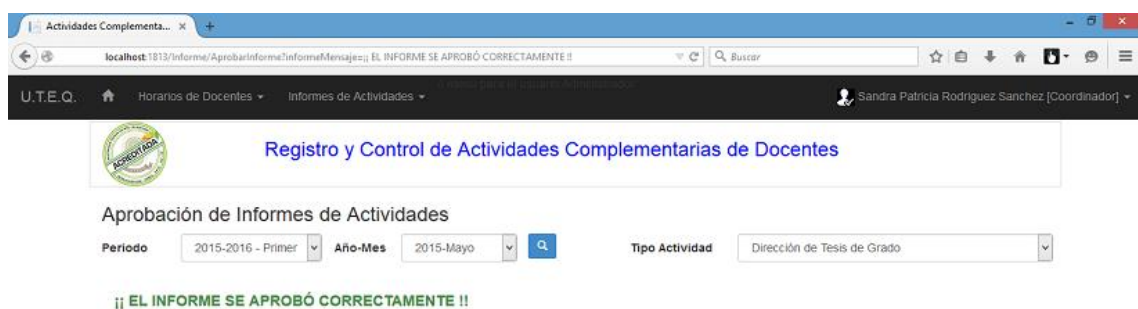 Actividades Complementa... ×
localhost:1813/Informe/AprobarInforme?informeMensaje=¡¡ EL INFORME SE APROBÓ CORRECTAMENTE !!
Buscar
U.T.E.Q.
Horarios de Docentes
Informes de Actividades
Sandra Patricia Rodriguez Sanchez [Coordinador]
ACREDITADA
Registro y Control de Actividades Complementarias de Docentes
Aprobación de Informes de Actividades
Periodo 2015-2016 - Primer Año-Mes 2015-Mayo Tipo Actividad Dirección de Tesis de Grado
¡¡ EL INFORME SE APROBÓ CORRECTAMENTE !!